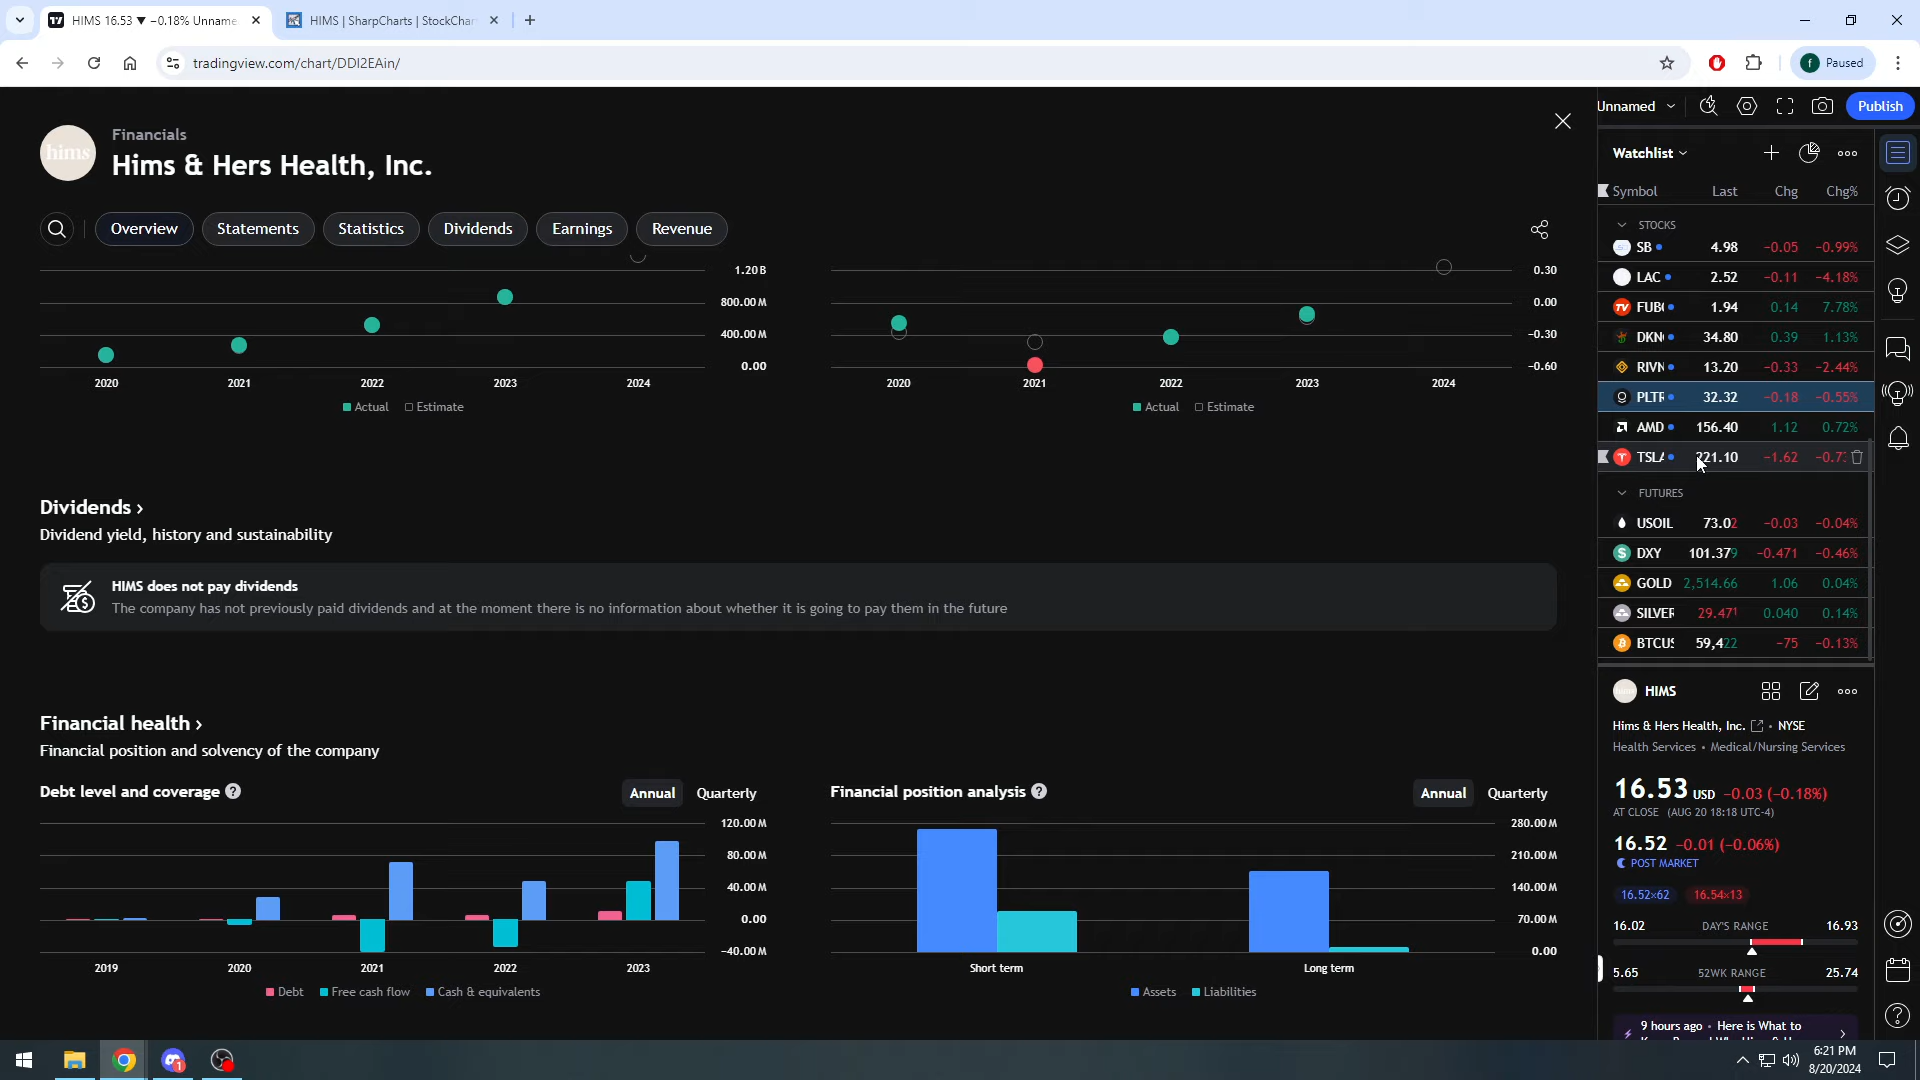 HIMS 16.53 ▼ −0.18% Unname
HIMS | SharpCharts | StockChar
tradingview.com/chart/DDI2EAin/
f Paused
Financials
Hims & Hers Health, Inc.
hims
Overview Statements Statistics Dividends Earnings Revenue
1.20 B
800.00 M
400.00 M
0.00
2020 2021 2022 2023 2024
Actual Estimate
0.30
0.00
−0.30
−0.60
2020 2021 2022 2023 2024
Actual Estimate
Dividends ›
Dividend yield, history and sustainability
HIMS does not pay dividends
The company has not previously paid dividends and at the moment there is no information about whether it is going to pay them in the future
Financial health ›
Financial position and solvency of the company
Debt level and coverage ?
Annual Quarterly
120.00 M
80.00 M
40.00 M
0.00
−40.00 M
2019 2020 2021 2022 2023
Debt Free cash flow Cash & equivalents
Financial position analysis ?
Annual Quarterly
280.00 M
210.00 M
140.00 M
70.00 M
0.00
Short term Long term
Assets Liabilities
Unnamed Publish
Watchlist
Symbol Last Chg Chg%
STOCKS
SB 4.98 −0.05 −0.99%
LAC 2.52 −0.11 −4.18%
FUB 1.94 0.14 7.78%
DKN 34.80 0.39 1.13%
RIVN 13.20 −0.33 −2.44%
PLTR 32.32 −0.18 −0.55%
AMD 156.40 1.12 0.72%
TSLA 221.10 −1.62 −0.7
FUTURES
USOIL 73.02 −0.03 −0.04%
DXY 101.379 −0.471 −0.46%
GOLD 2,514.66 1.06 0.04%
SILVER 29.471 0.040 0.14%
BTCUS 59,422 −75 −0.13%
HIMS
Hims & Hers Health, Inc. • NYSE
Health Services • Medical/Nursing Services
16.53 USD −0.03 (−0.18%)
AT CLOSE (AUG 20 18:18 UTC-4)
16.52 −0.01 (−0.06%)
POST MARKET
16.52×62 16.54×13
16.02 DAY'S RANGE 16.93
5.65 52WK RANGE 25.74
9 hours ago • Here is What to
6:21 PM
8/20/2024